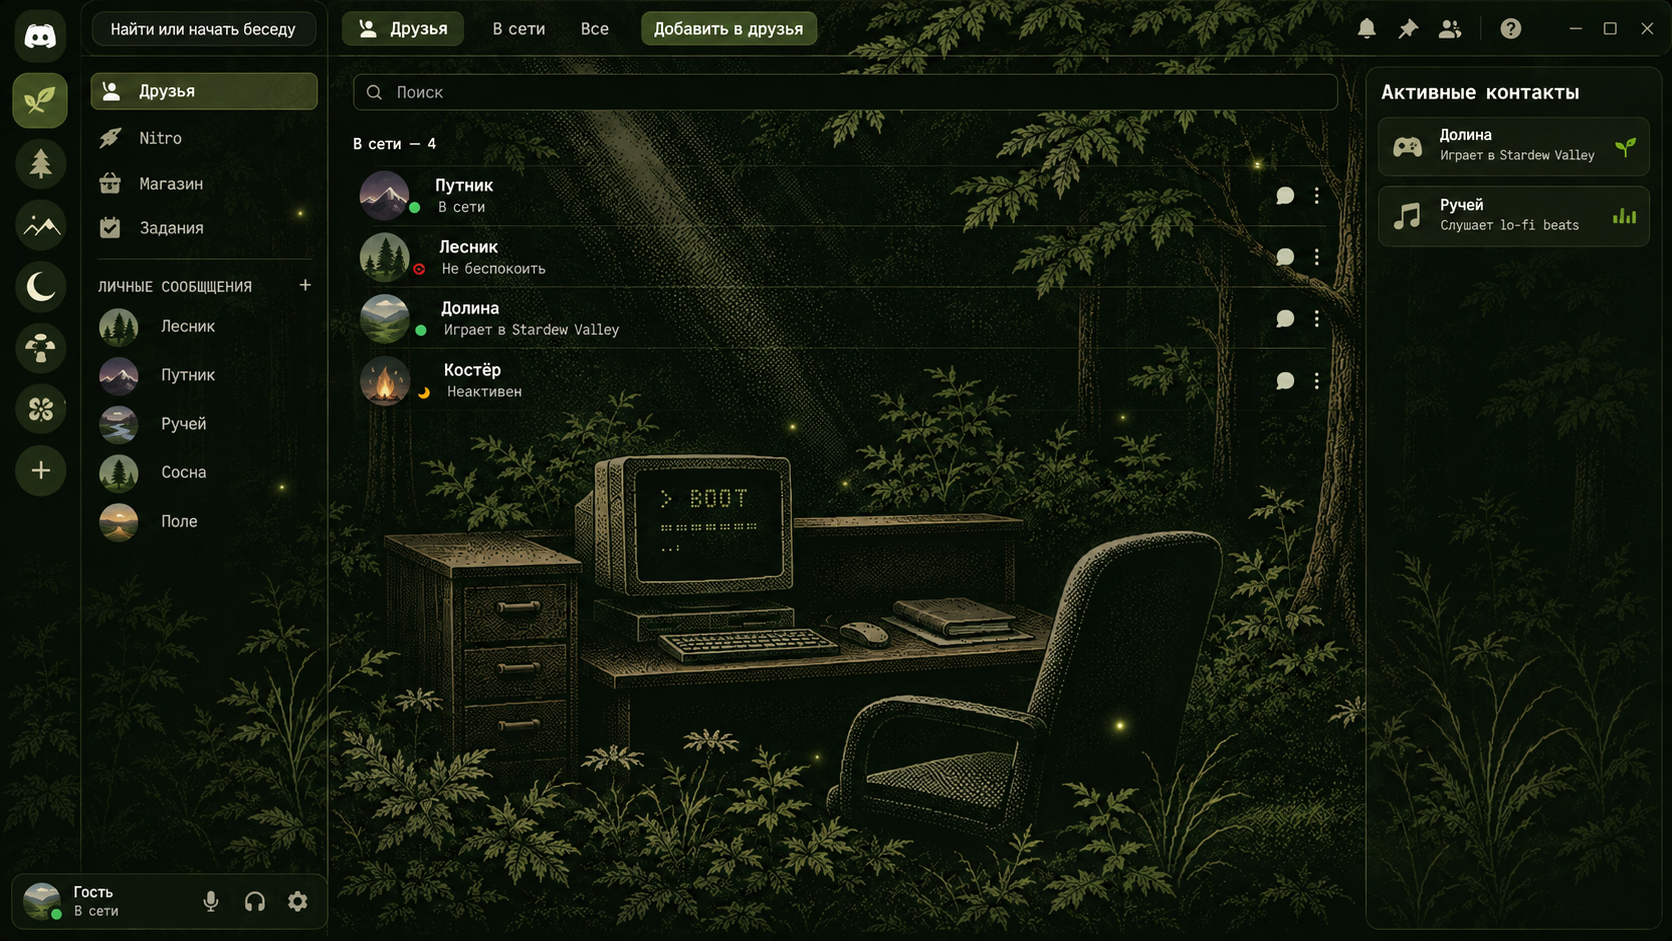 Найти или начать беседу
Друзья
В сети
Все
Добавить в друзья
?
Друзья
Nitro
Магазин
Задания
ЛИЧНЫЕ СООБЩЩЕНИЯ
Лесник
Путник
Ручей
Сосна
Поле
Гость
В сети
Поиск
В сети — 4
Путник
В сети
Лесник
Не беспокоить
Долина
Играет в Stardew Valley
Костёр
Неактивен
> BOOT
Активные контакты
Долина
Играет в Stardew Valley
Ручей
Слушает lo-fi beats